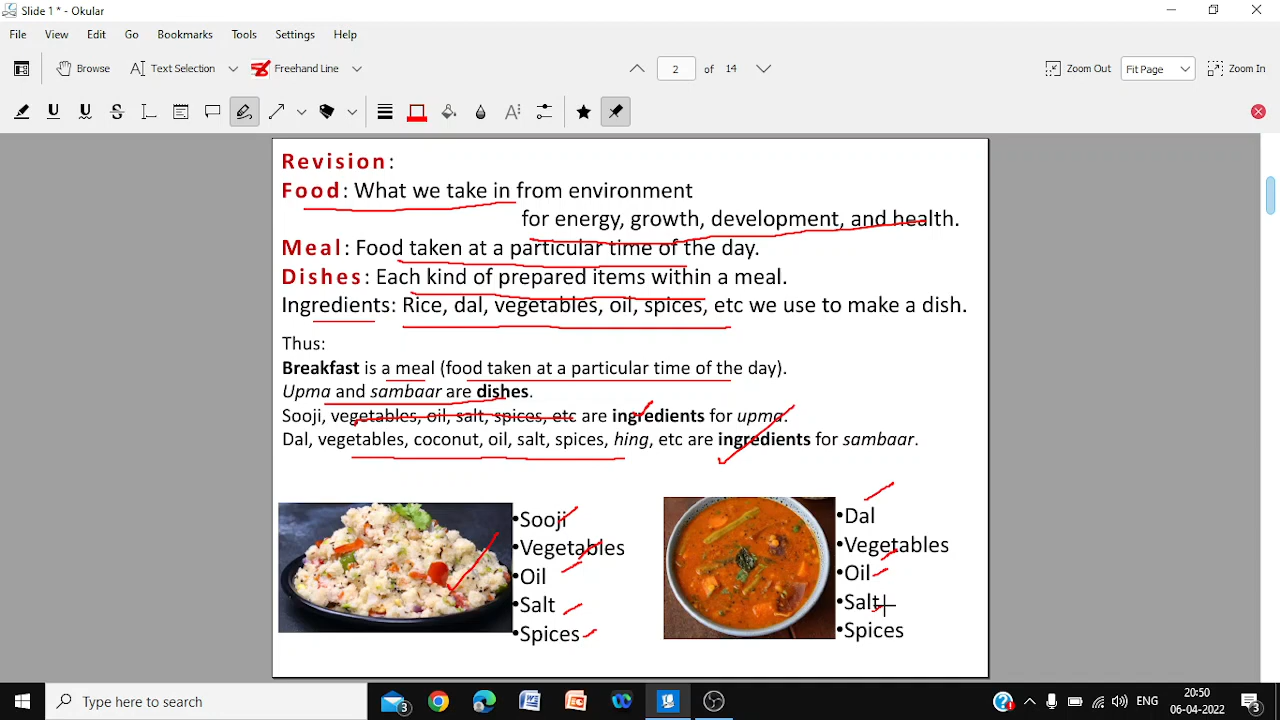 Slide 1 * - Okular
File View Edit Go Bookmarks Tools Settings Help
Browse Text Selection Freehand Line 2 of 14 Zoom Out Fit Page Zoom In
Revision:
Food: What we take in from environment
for energy, growth, development, and health.
Meal: Food taken at a particular time of the day.
Dishes: Each kind of prepared items within a meal.
Ingredients: Rice, dal, vegetables, oil, spices, etc we use to make a dish.
Thus:
Breakfast is a meal (food taken at a particular time of the day).
Upma and sambaar are dishes.
Sooji, vegetables, oil, salt, spices, etc are ingredients for upma.
Dal, vegetables, coconut, oil, salt, spices, hing, etc are ingredients for sambaar.
•Sooji
•Vegetables
•Oil
•Salt
•Spices
•Dal
•Vegetables
•Oil
•Salt
•Spices
Type here to search
3
ENG
20:50
06-04-2022
3